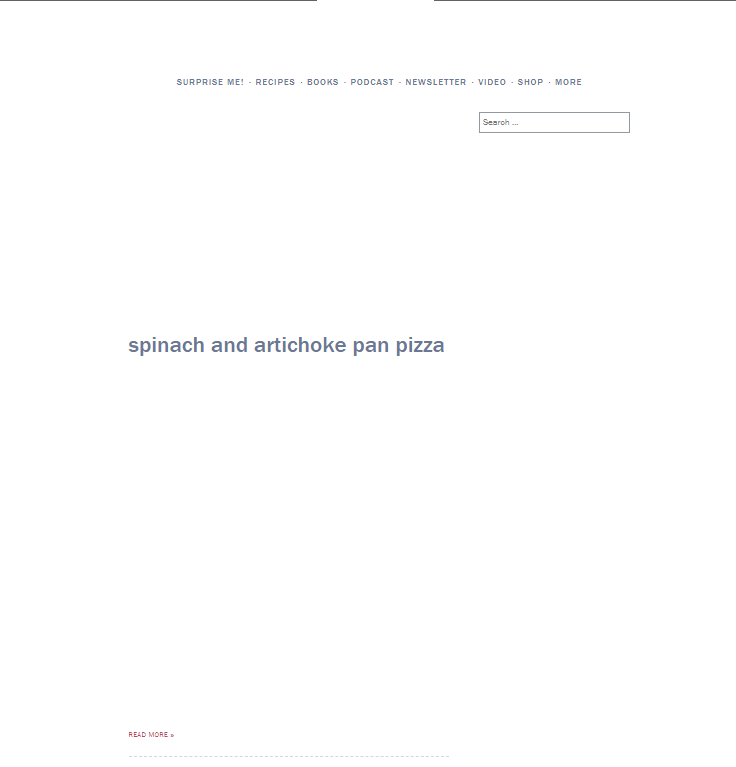 SURPRISE ME! · RECIPES · BOOKS · PODCAST · NEWSLETTER · VIDEO · SHOP · MORE
Search ...
spinach and artichoke pan pizza
READ MORE »